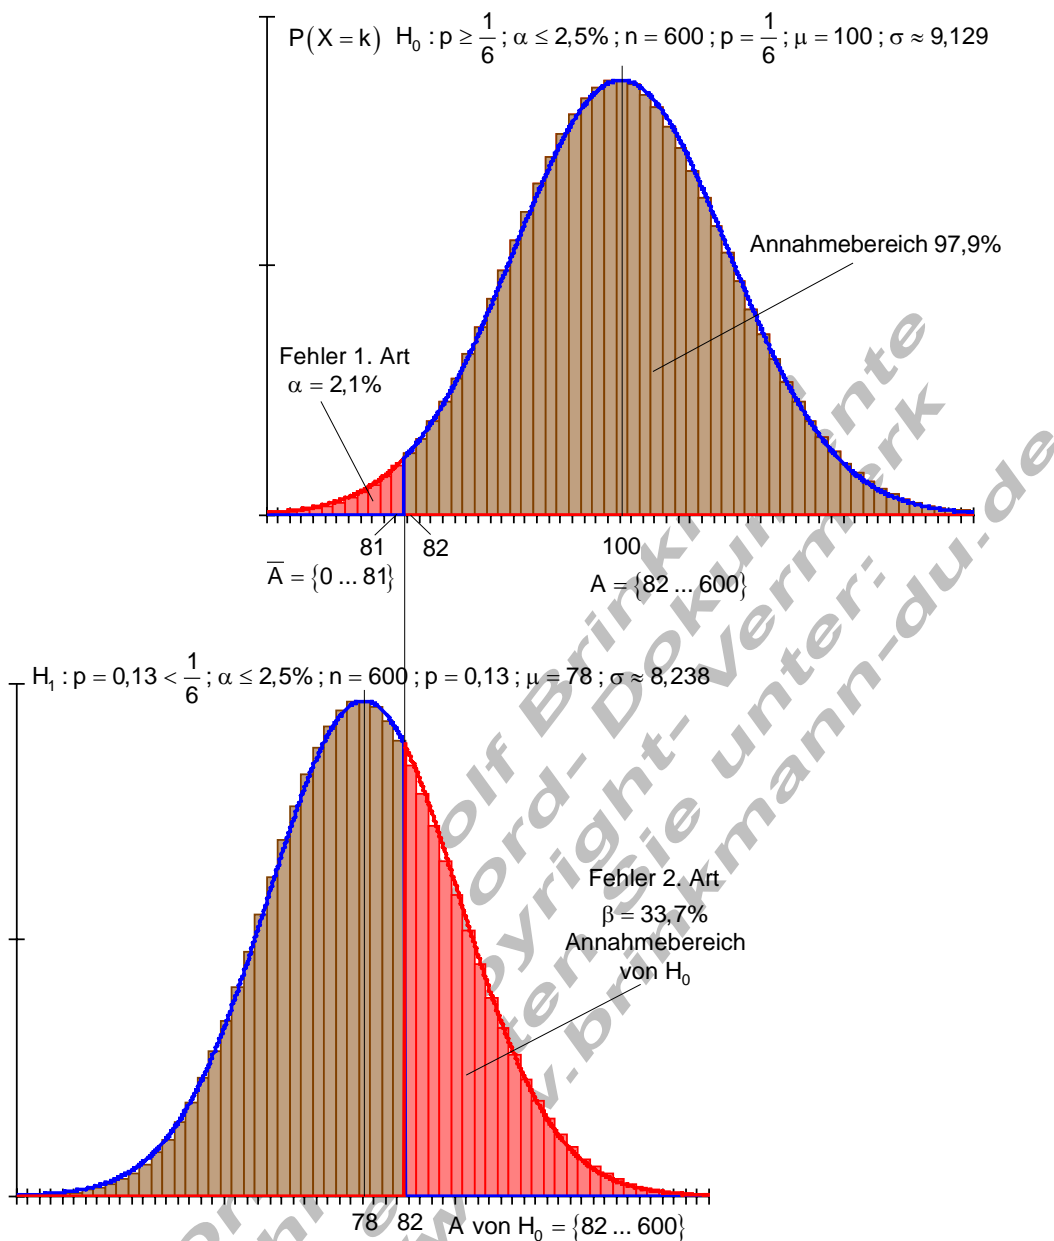 P(X = k) H₀ : p ≥ 1/6 ; α ≤ 2,5% ; n = 600 ; p = 1/6 ; μ = 100 ; σ ≈ 9,129
Annahmebereich 97,9%
Fehler 1. Art
α = 2,1%
81 82 100
A̅ = {0 ... 81} A = {82 ... 600}
H₁ : p = 0,13 < 1/6 ; α ≤ 2,5% ; n = 600 ; p = 0,13 ; μ = 78 ; σ ≈ 8,238
Fehler 2. Art
β = 33,7%
Annahmebereich
von H₀
78 82 A von H₀ = {82 ... 600}